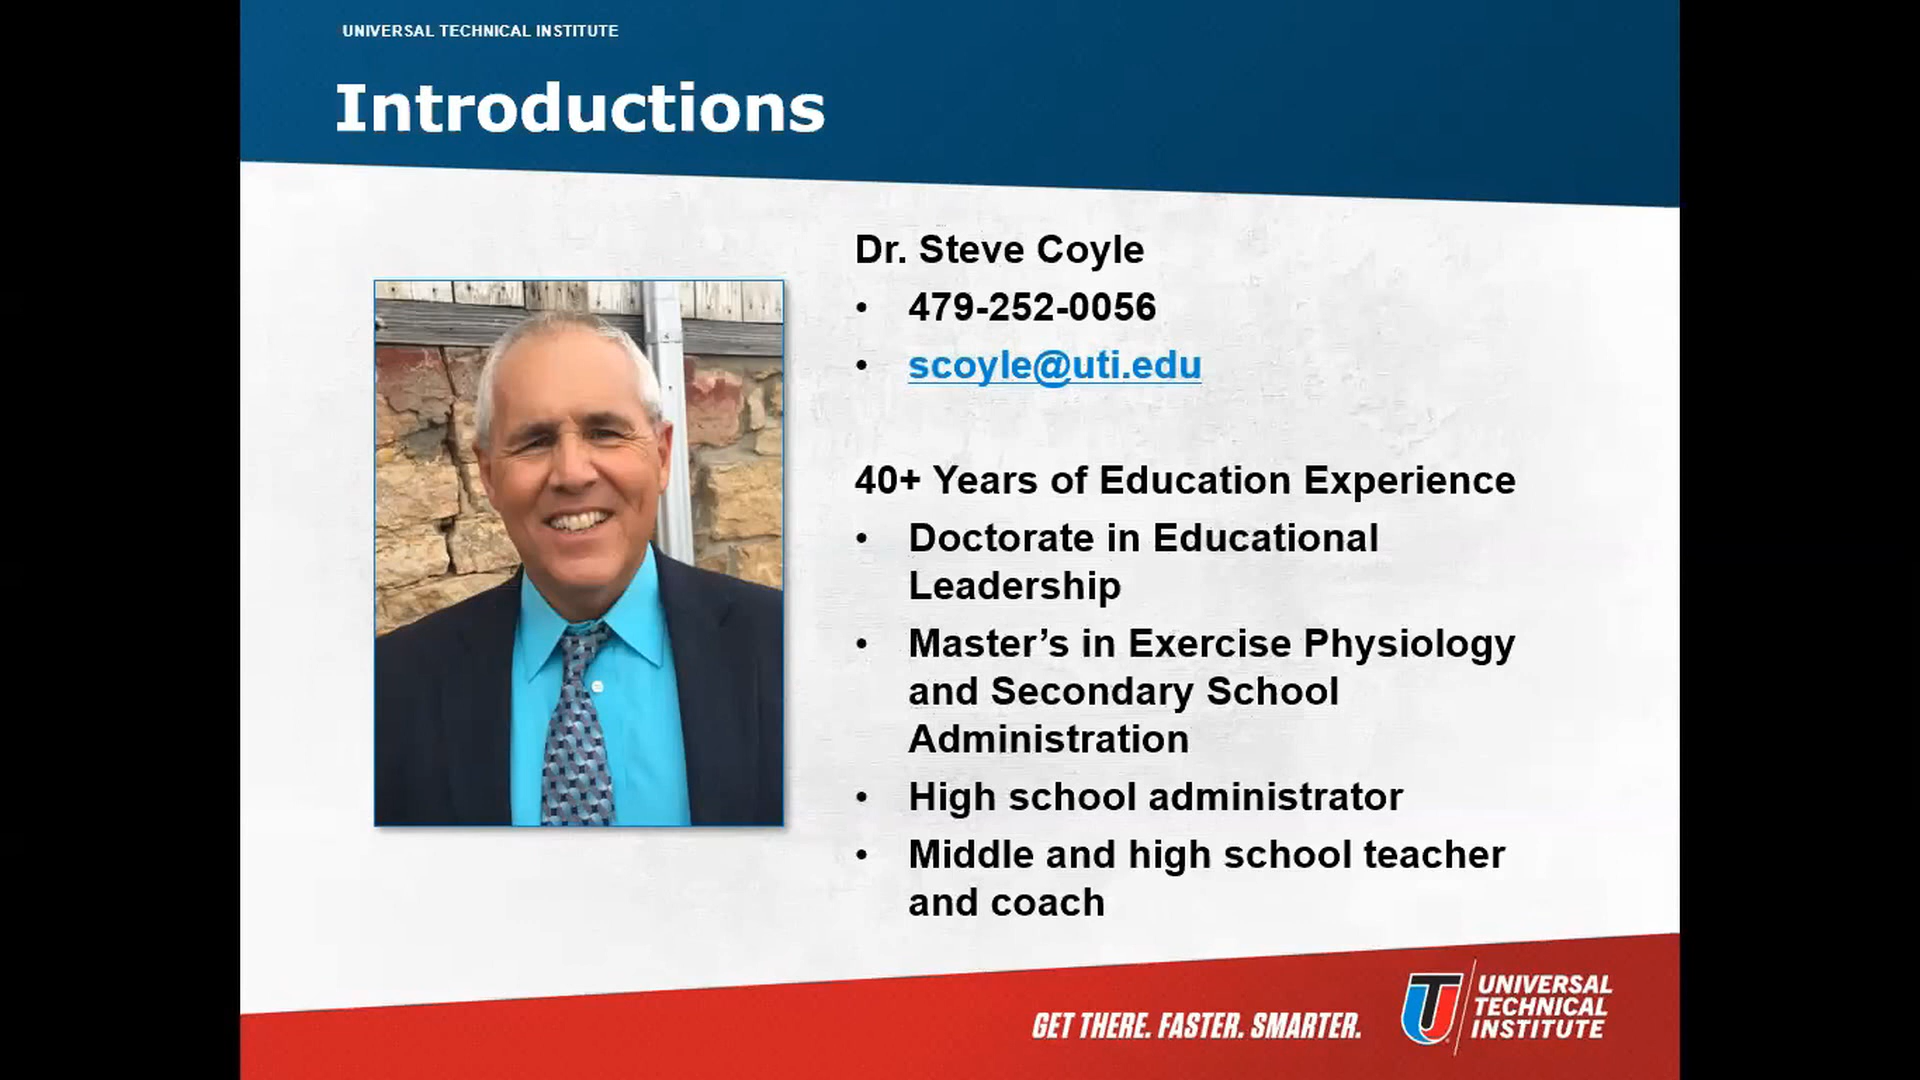 UNIVERSAL TECHNICAL INSTITUTE
Introductions
Dr. Steve Coyle
• 479-252-0056
• scoyle@uti.edu
40+ Years of Education Experience
• Doctorate in Educational
Leadership
• Master’s in Exercise Physiology
and Secondary School
Administration
• High school administrator
• Middle and high school teacher
and coach
GET THERE. FASTER. SMARTER.
UNIVERSAL
TECHNICAL
INSTITUTE